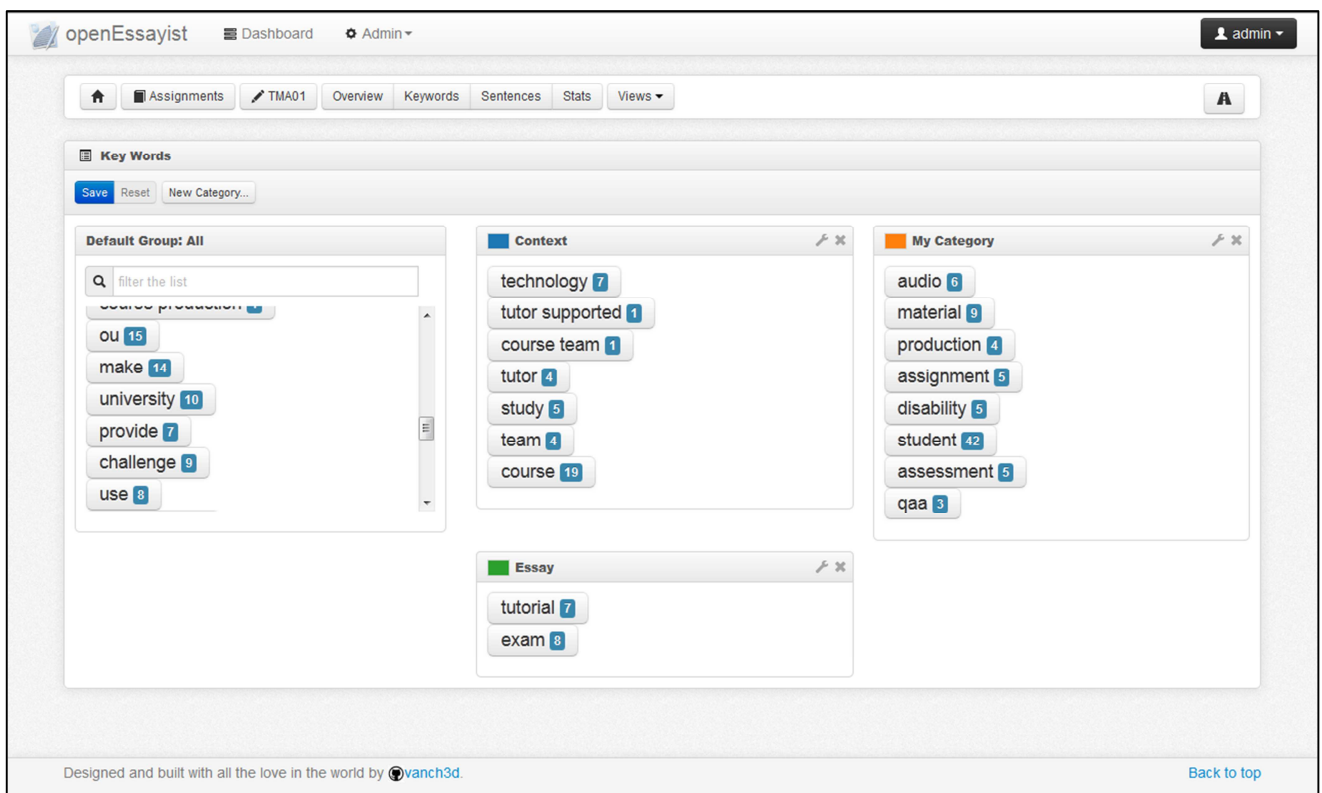 openEssayist Dashboard Admin admin
Assignments TMA01 Overview Keywords Sentences Stats Views
Key Words
Save Reset New Category...
Default Group: All
filter the list
course production
ou 15
make 14
university 10
provide 7
challenge 9
use 8
Context
technology 7
tutor supported 1
course team 1
tutor 4
study 5
team 4
course 19
My Category
audio 6
material 9
production 4
assignment 5
disability 5
student 42
assessment 5
qaa 3
Essay
tutorial 7
exam 8
Designed and built with all the love in the world by vanch3d.
Back to top